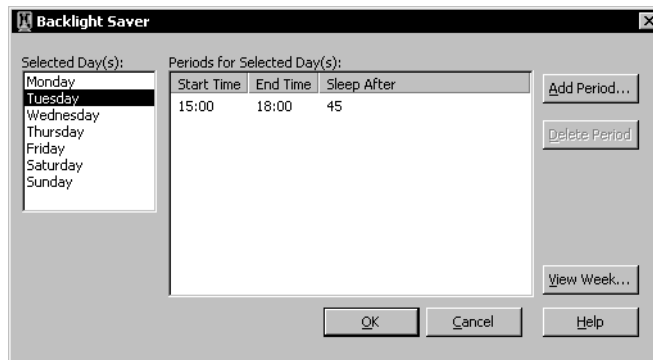 Backlight Saver
Selected Day(s):
Monday
Tuesday
Wednesday
Thursday
Friday
Saturday
Sunday
Periods for Selected Day(s):
Start Time End Time Sleep After
15:00 18:00 45
Add Period...
Delete Period
View Week...
OK Cancel Help